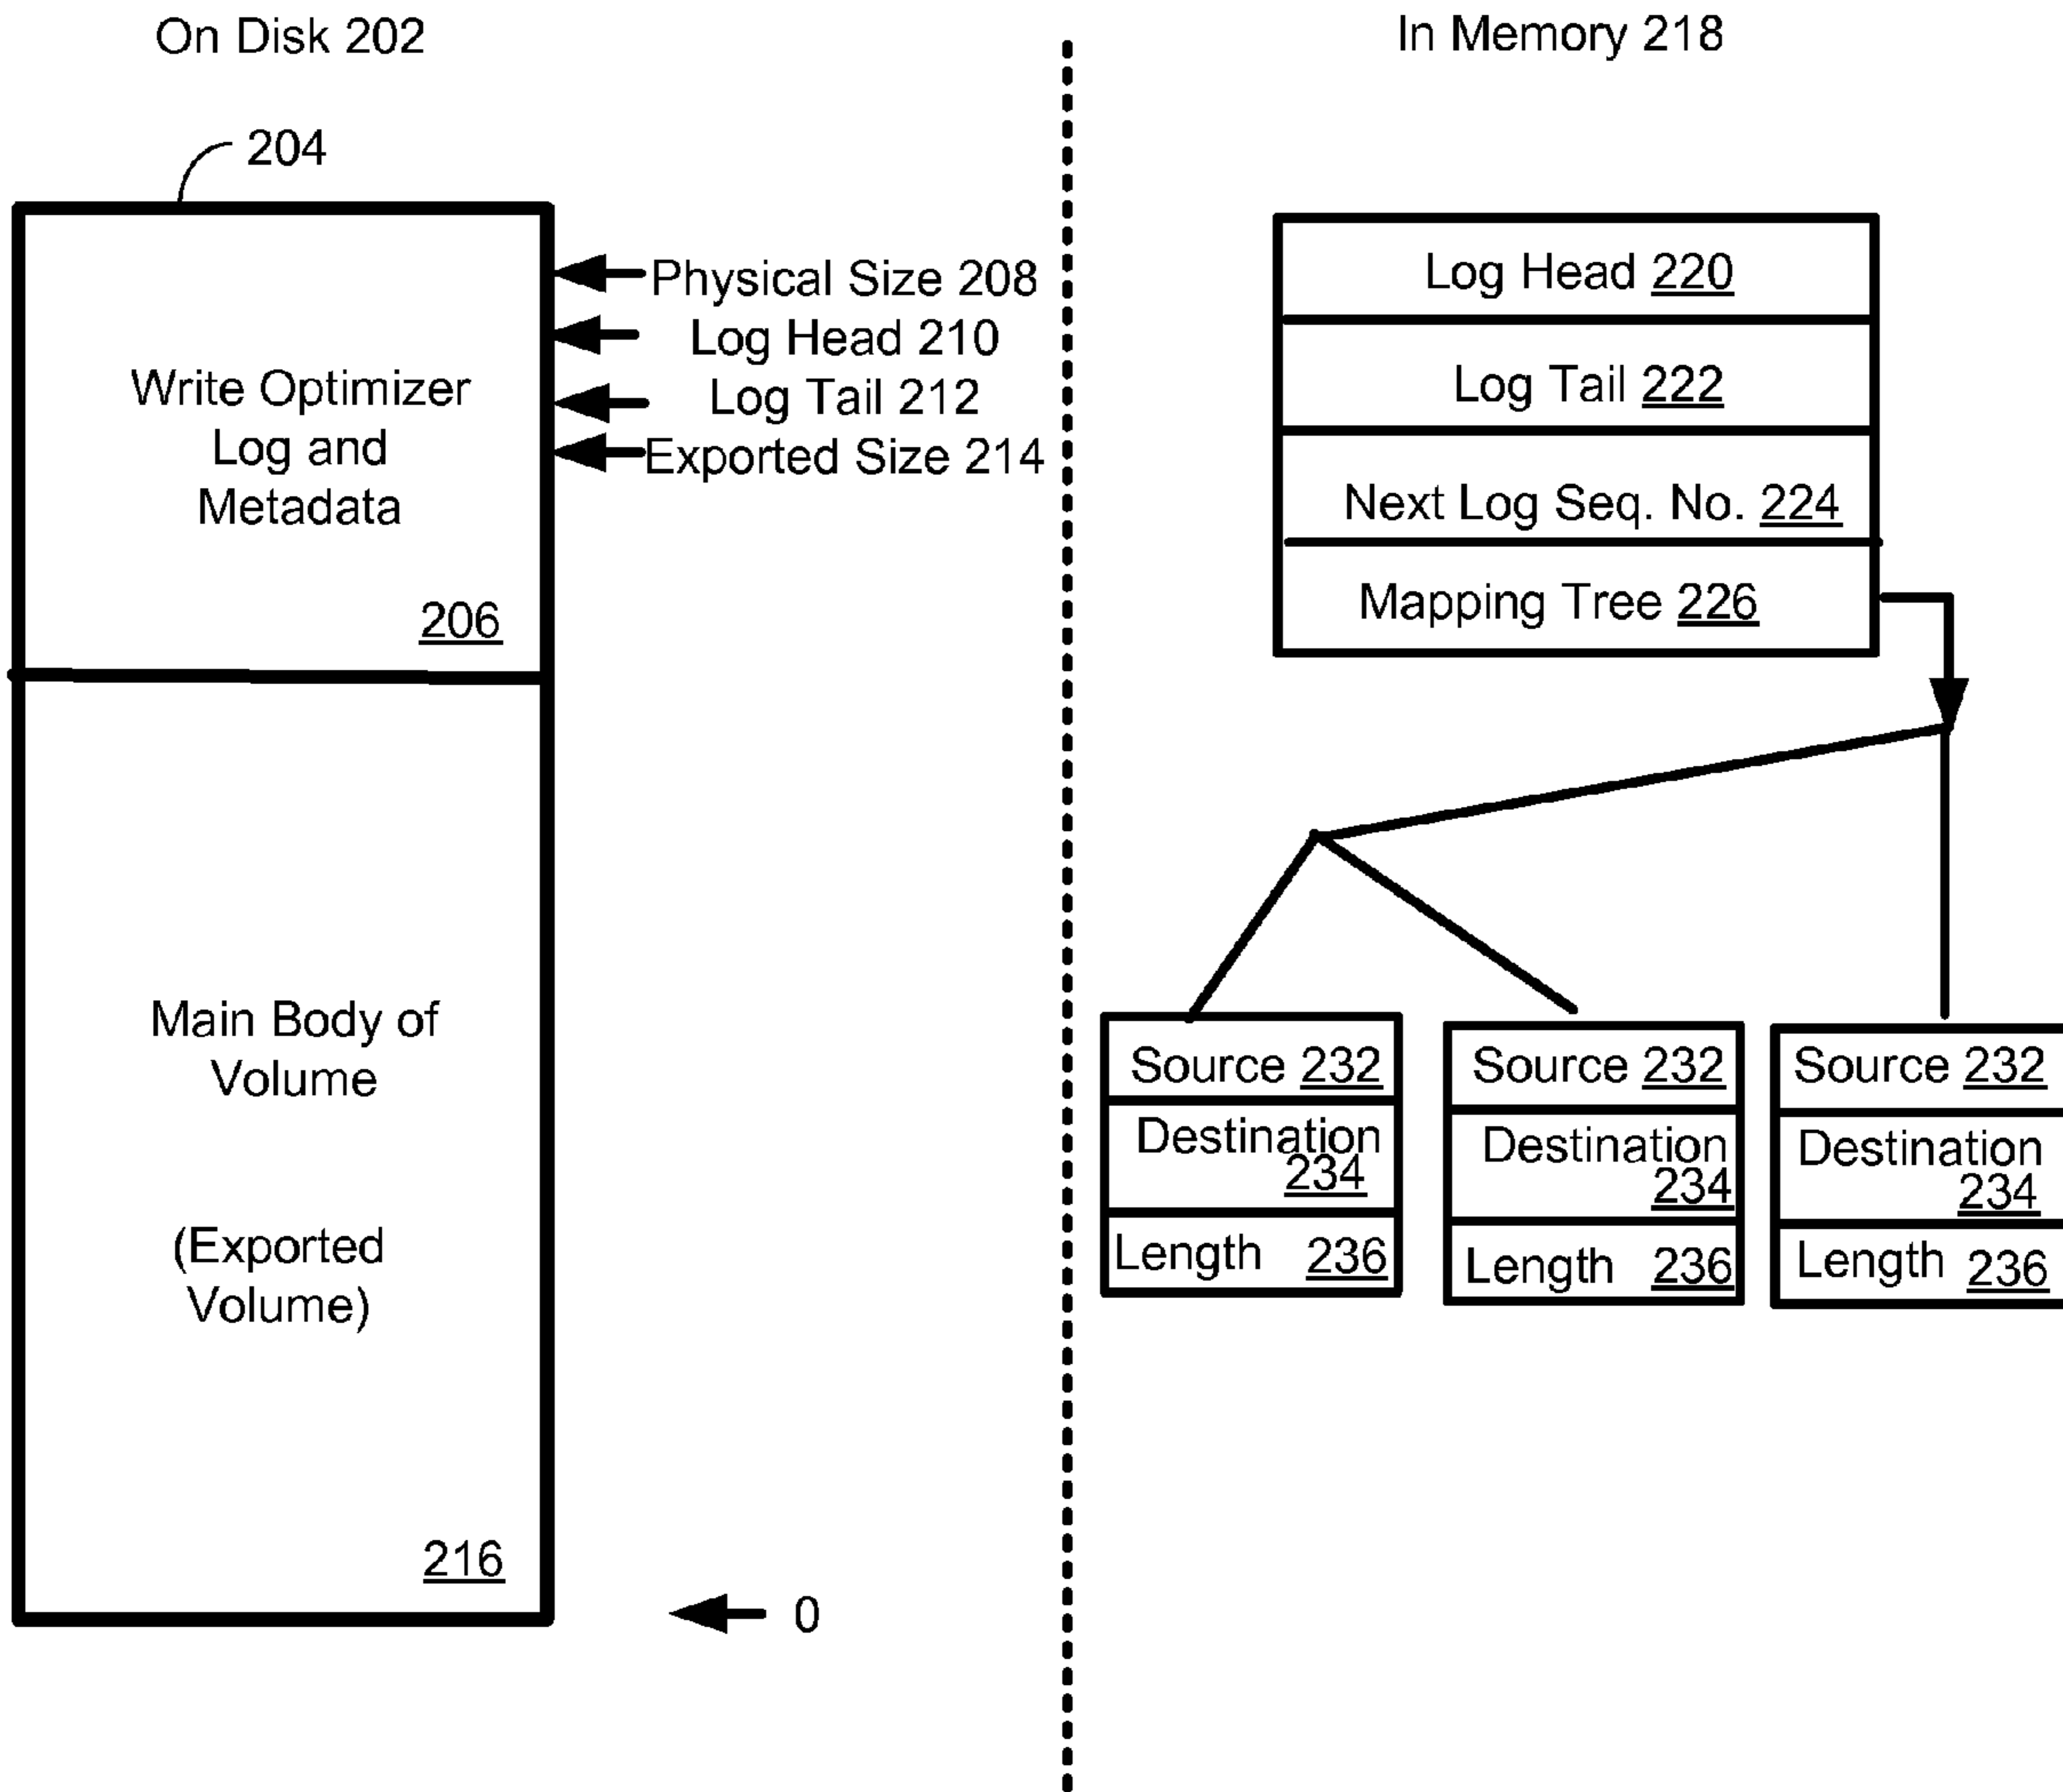 On Disk 202
204
Physical Size 208
Log Head 210
Log Tail 212
Exported Size 214
Write Optimizer
Log and
Metadata
206
Main Body of
Volume
(Exported
Volume)
216
0
In Memory 218
Log Head 220
Log Tail 222
Next Log Seq. No. 224
Mapping Tree 226
Source 232
Destination
234
Length 236
Source 232
Destination
234
Length 236
Source 232
Destination
234
Length 236